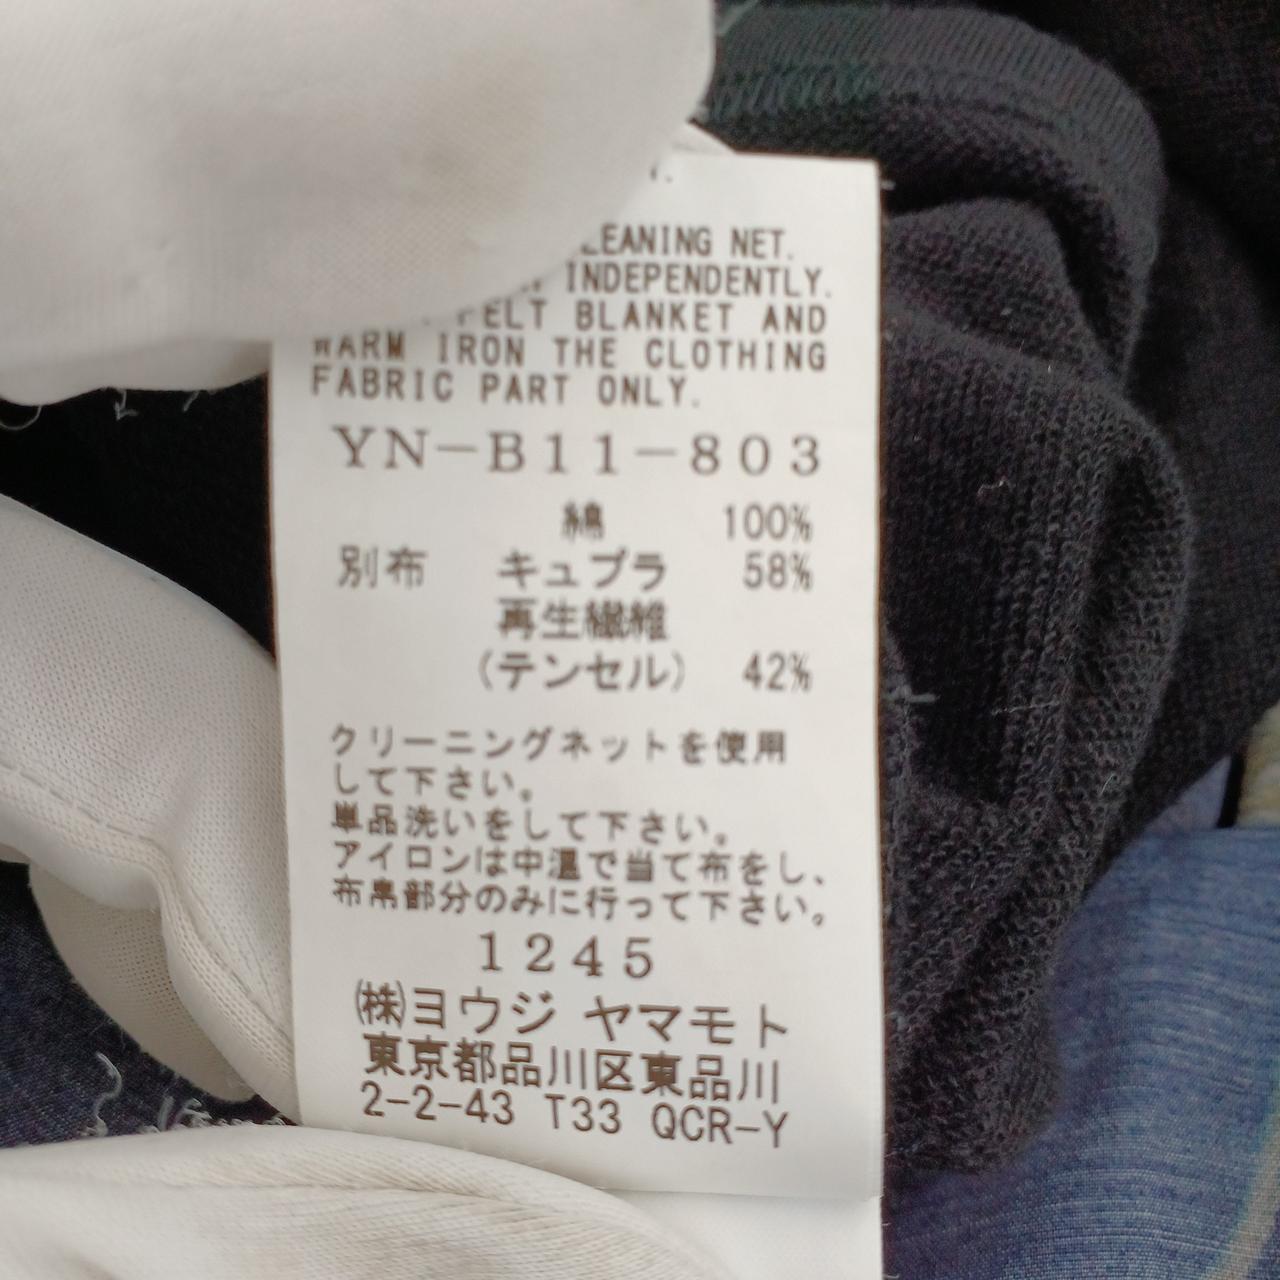 LEANING NET.
INDEPENDENTLY.
FELT BLANKET AND
WARM IRON THE CLOTHING
FABRIC PART ONLY.
YN-B11-803
綿 100%
別布 キュプラ 58%
再生繊維
(テンセル) 42%
クリーニングネットを使用
して下さい。
単品洗いをして下さい。
アイロンは中温で当て布をし、
布帛部分のみに行って下さい。
1245
(株)ヨウジ ヤマモト
東京都品川区東品川
2-2-43 T33 QCR-Y